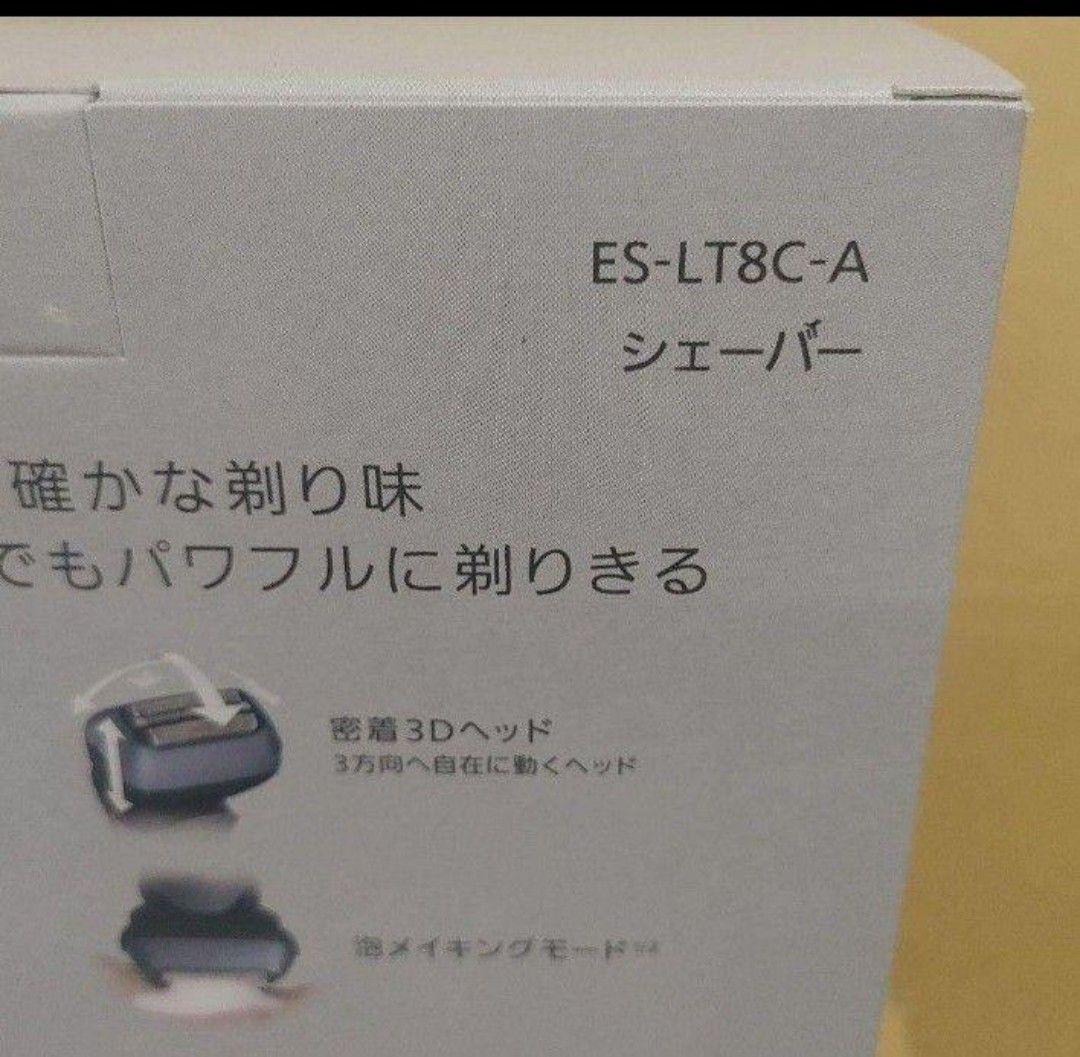 ES-LT8C-A
シェーバー
確かな剃り味
でもパワフルに剃りきる
密着3Dヘッド
3方向へ自在に動くヘッド
泡メイキングモード